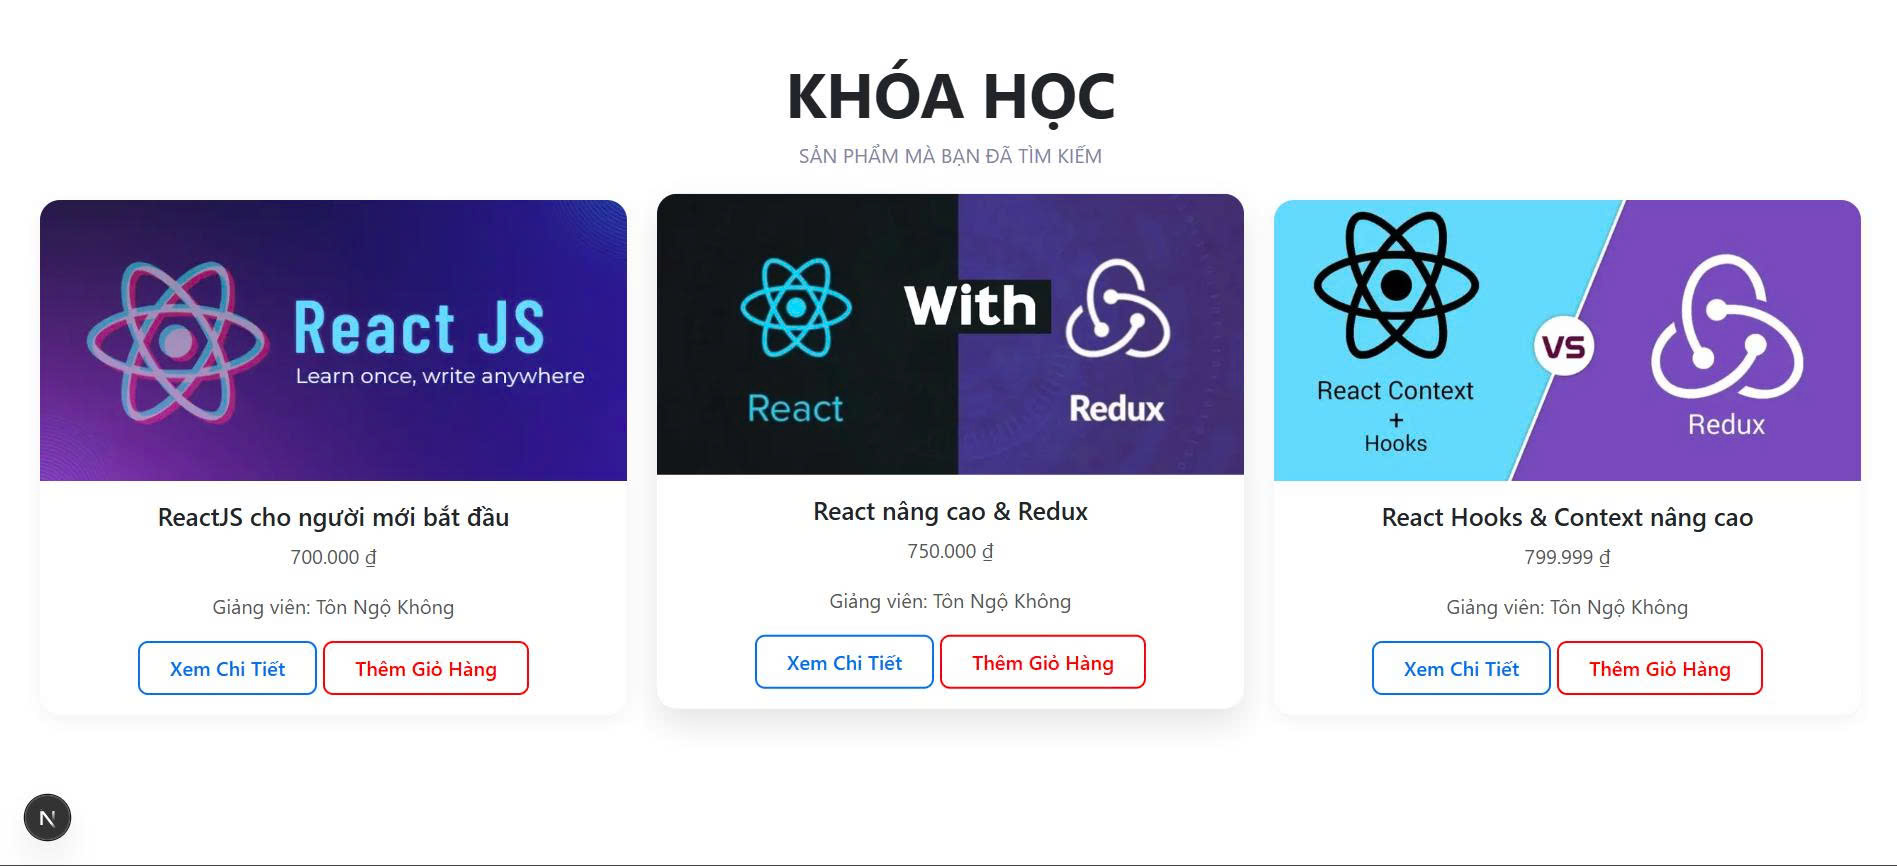 KHÓA HỌC
SẢN PHẨM MÀ BẠN ĐÃ TÌM KIẾM
React JS
Learn once, write anywhere
ReactJS cho người mới bắt đầu
700.000 ₫
Giảng viên: Tôn Ngộ Không
Xem Chi Tiết Thêm Giỏ Hàng
With
React Redux
React nâng cao & Redux
750.000 ₫
Giảng viên: Tôn Ngộ Không
Xem Chi Tiết Thêm Giỏ Hàng
VS
React Context
+
Hooks
Redux
React Hooks & Context nâng cao
799.999 ₫
Giảng viên: Tôn Ngộ Không
Xem Chi Tiết Thêm Giỏ Hàng
N